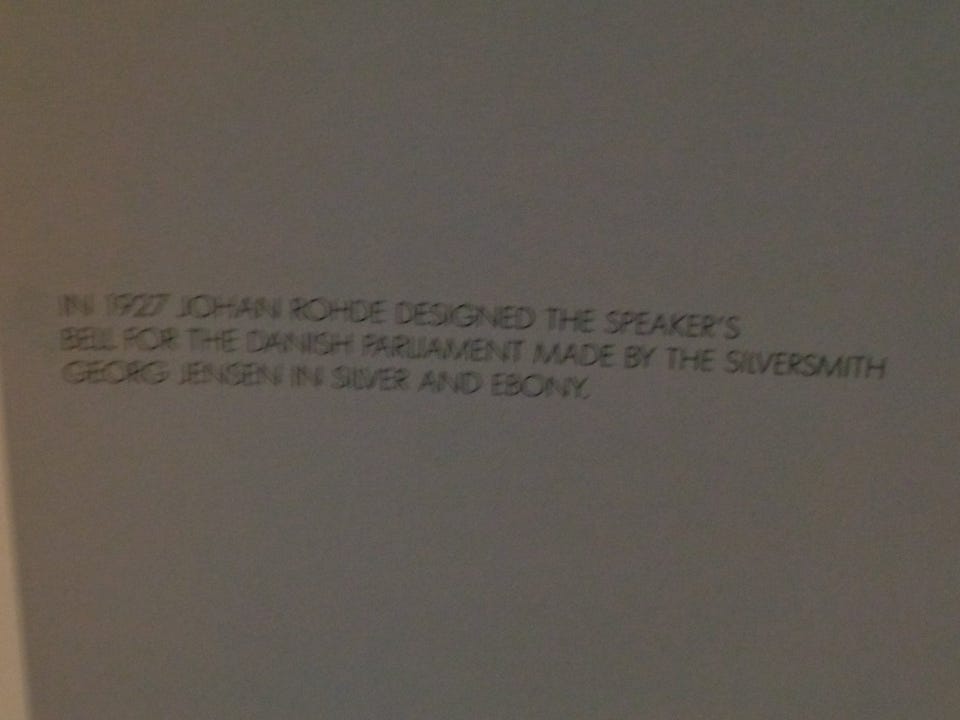 IN 1927 JOHAN ROHDE DESIGNED THE SPEAKER'S
BELL FOR THE DANISH PARLIAMENT MADE BY THE SILVERSMITH
GEORG JENSEN IN SILVER AND EBONY.